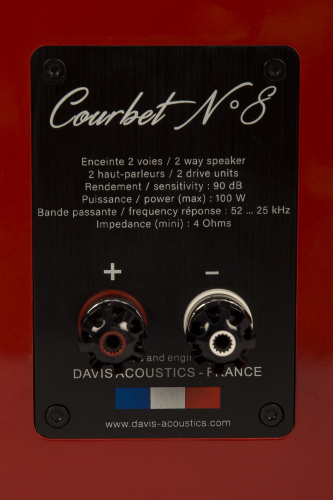 Courbet N°8
Enceinte 2 voies / 2 way speaker
2 haut-parleurs / 2 drive units
Rendement / sensitivity : 90 dB
Puissance / power (max) : 100 W
Bande passante / frequency réponse : 52 ... 25 kHz
Impedance (mini) : 4 Ohms
+ −
and
DAVIS ACOUSTICS - FRANCE
www.davis-acoustics.com